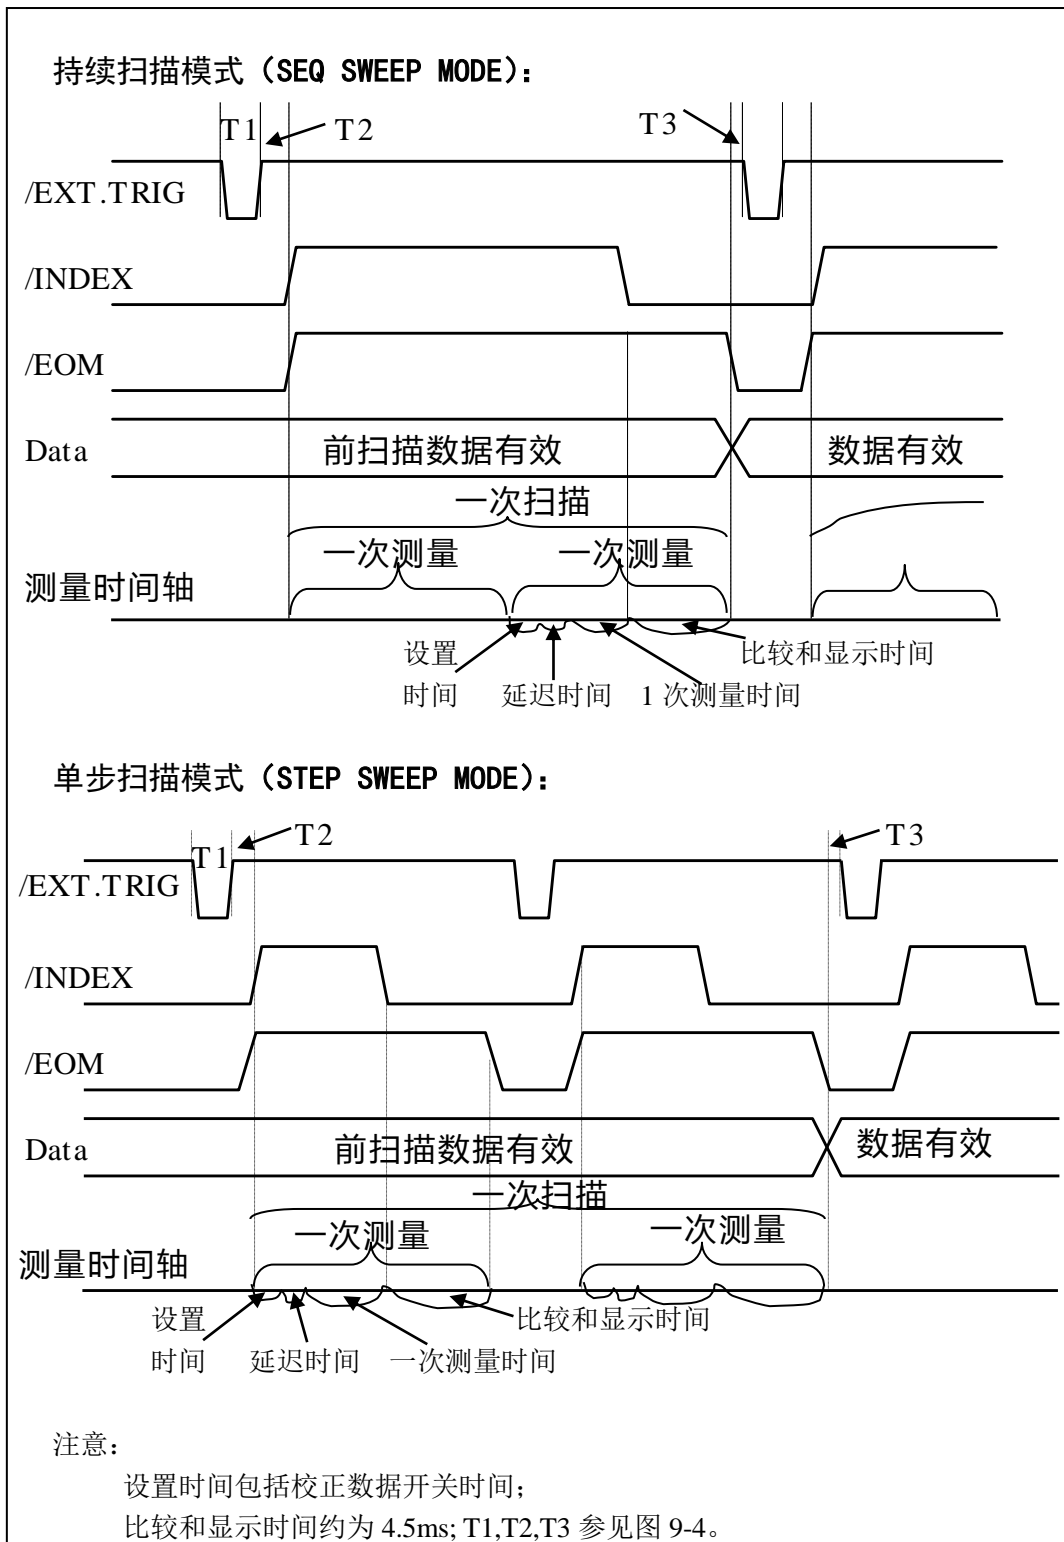 持续扫描模式（SEQ SWEEP MODE）：
T1 T2 T3
/EXT.TRIG
/INDEX
/EOM
Data 前扫描数据有效 数据有效
一次扫描
一次测量 一次测量
测量时间轴
设置 比较和显示时间
时间 延迟时间 1 次测量时间
单步扫描模式（STEP SWEEP MODE）：
T1 T2 T3
/EXT.TRIG
/INDEX
/EOM
Data 前扫描数据有效 数据有效
一次扫描
一次测量 一次测量
测量时间轴
设置 比较和显示时间
时间 延迟时间 一次测量时间
注意：
设置时间包括校正数据开关时间；
比较和显示时间约为 4.5ms; T1,T2,T3 参见图 9-4。